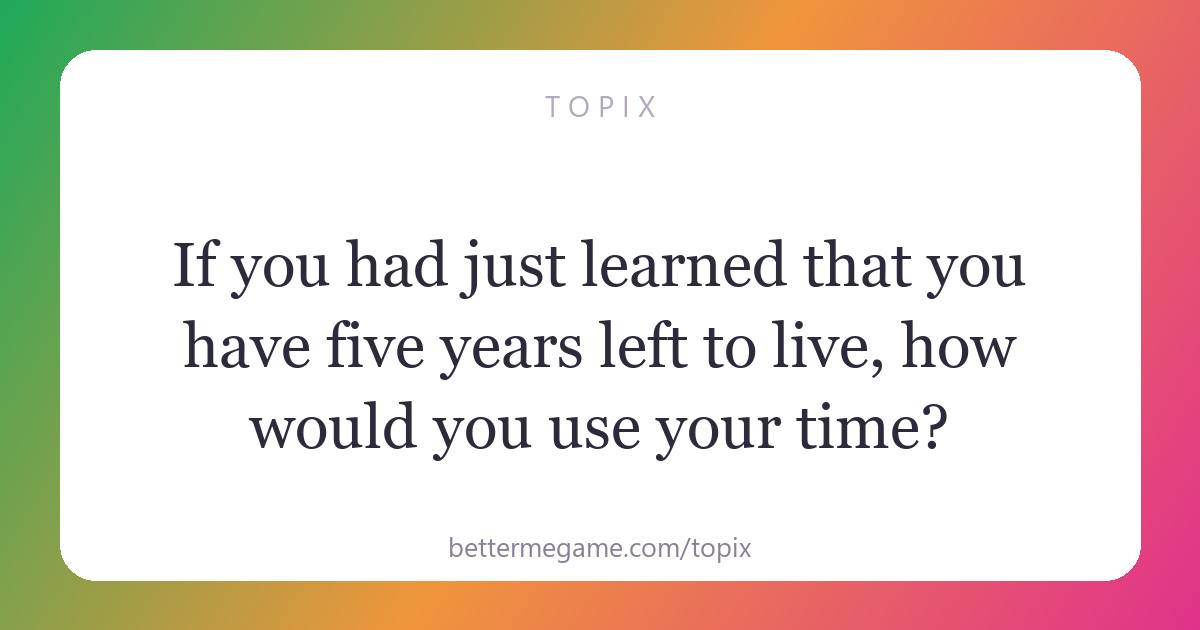 TOPIX
If you had just learned that you
have five years left to live, how
would you use your time?
bettermegame.com/topix